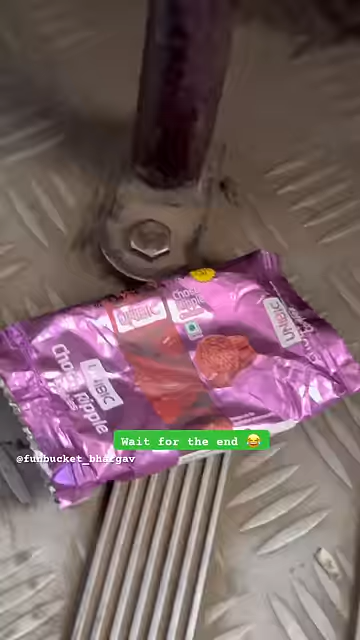 UNIBIC
Choco
Ripple
UNIBIC
UNIBIC
Choco Ripple
Wait for the end 😂
@funbucket_bhargav